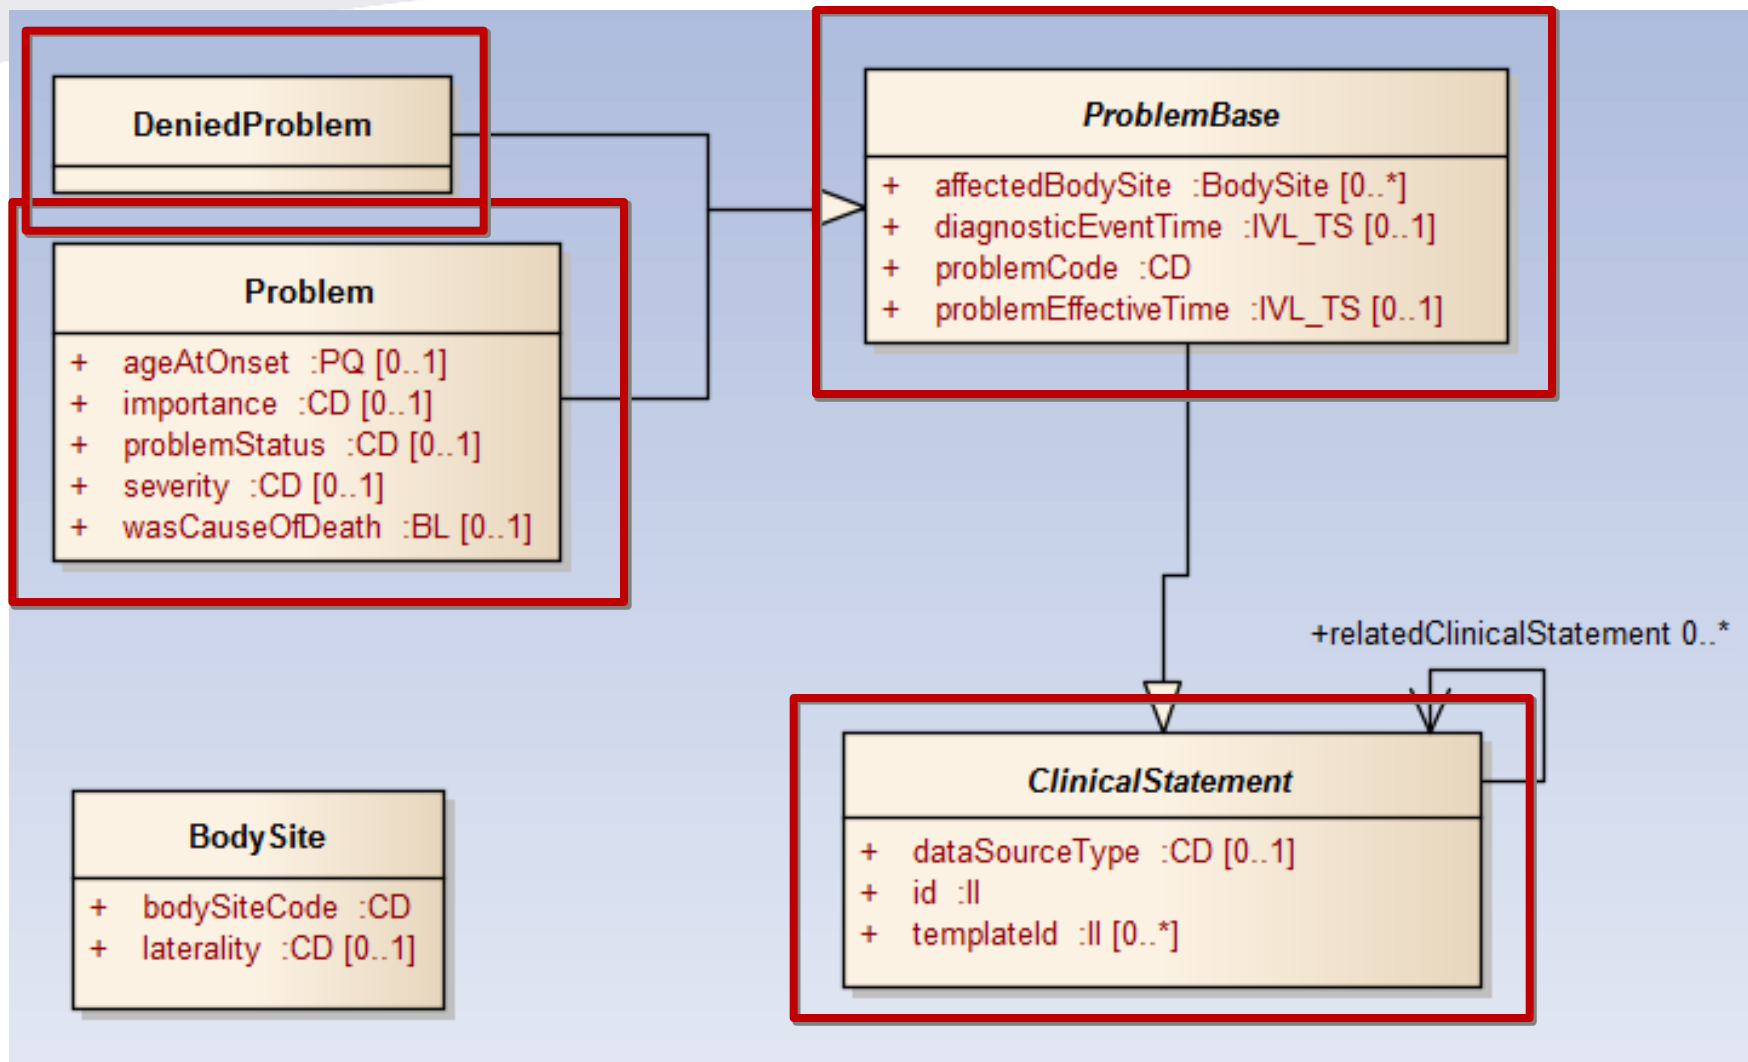 DeniedProblem
Problem
+ ageAtOnset :PQ [0..1]
+ importance :CD [0..1]
+ problemStatus :CD [0..1]
+ severity :CD [0..1]
+ wasCauseOfDeath :BL [0..1]
ProblemBase
+ affectedBodySite :BodySite [0..*]
+ diagnosticEventTime :IVL_TS [0..1]
+ problemCode :CD
+ problemEffectiveTime :IVL_TS [0..1]
+relatedClinicalStatement 0..*
BodySite
+ bodySiteCode :CD
+ laterality :CD [0..1]
ClinicalStatement
+ dataSourceType :CD [0..1]
+ id :II
+ templateId :II [0..*]